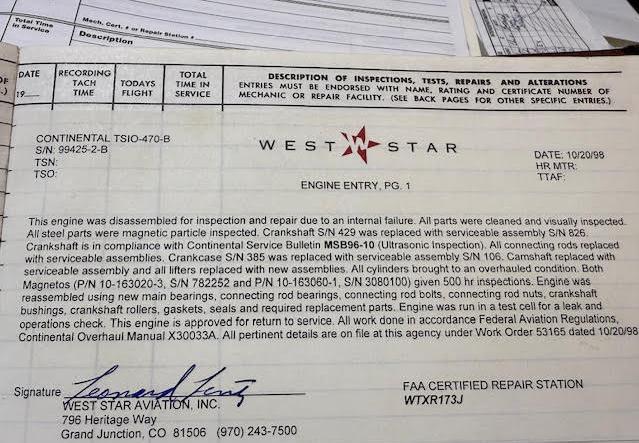 Total Time
in Service
Mech. Cert. # or Repair Station #
Description
DATE
19
RECORDING
TACH
TIME
TODAYS
FLIGHT
TOTAL
TIME IN
SERVICE
DESCRIPTION OF INSPECTIONS, TESTS, REPAIRS AND ALTERATIONS
ENTRIES MUST BE ENDORSED WITH NAME, RATING AND CERTIFICATE NUMBER OF
MECHANIC OR REPAIR FACILITY. (SEE BACK PAGES FOR OTHER SPECIFIC ENTRIES.)
CONTINENTAL TSIO-470-B
S/N: 99425-2-B
TSN:
TSO:
WEST W STAR
ENGINE ENTRY, PG. 1
DATE: 10/20/98
HR MTR:
TTAF:
This engine was disassembled for inspection and repair due to an internal failure. All parts were cleaned and visually inspected.
All steel parts were magnetic particle inspected. Crankshaft S/N 429 was replaced with serviceable assembly S/N 826.
Crankshaft is in compliance with Continental Service Bulletin MSB96-10 (Ultrasonic Inspection). All connecting rods replaced
with serviceable assemblies. Crankcase S/N 385 was replaced with serviceable assembly S/N 106. Camshaft replaced with
serviceable assembly and all lifters replaced with new assemblies. All cylinders brought to an overhauled condition. Both
Magnetos (P/N 10-163020-3, S/N 782252 and P/N 10-163060-1, S/N 3080100) given 500 hr inspections. Engine was
reassembled using new main bearings, connecting rod bearings, connecting rod bolts, connecting rod nuts, crankshaft
bushings, crankshaft rollers, gaskets, seals and required replacement parts. Engine was run in a test cell for a leak and
operations check. This engine is approved for return to service. All work done in accordance Federal Aviation Regulations,
Continental Overhaul Manual X30033A. All pertinent details are on file at this agency under Work Order 53165 dated 10/20/98
Signature
WEST STAR AVIATION, INC.
796 Heritage Way
Grand Junction, CO 81506 (970) 243-7500
FAA CERTIFIED REPAIR STATION
WTXR173J